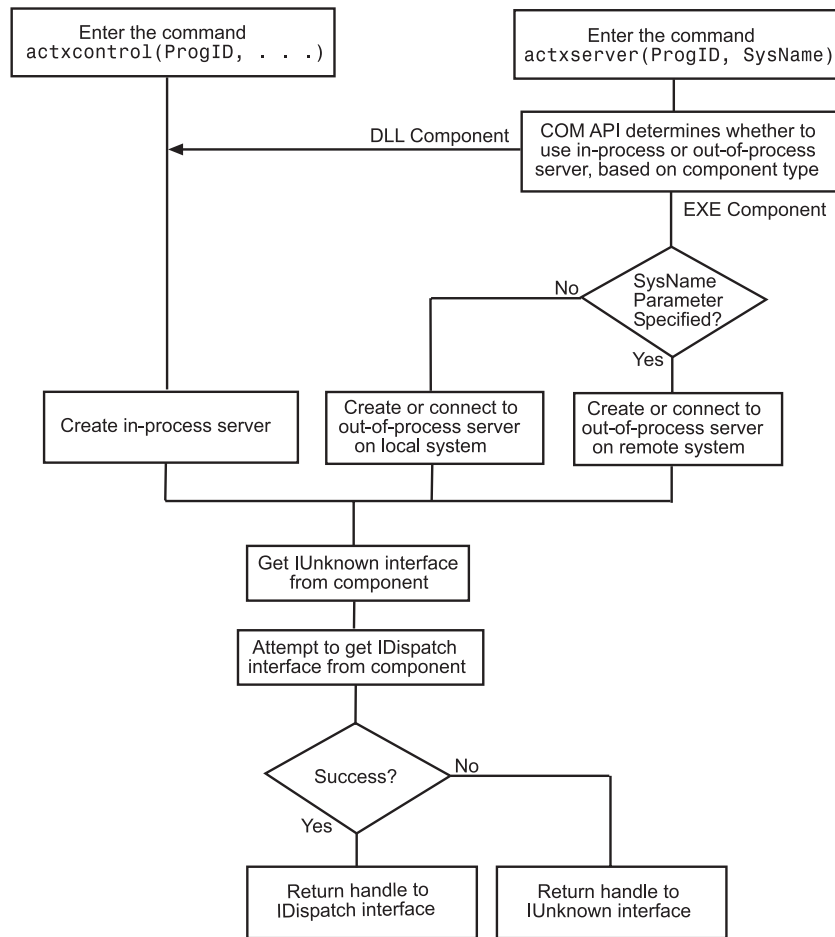 Enter the command
actxcontrol(ProgID, . . .)
Enter the command
actxserver(ProgID, SysName)
DLL Component
COM API determines whether to
use in-process or out-of-process
server, based on component type
EXE Component
No
SysName
Parameter
Specified?
Yes
Create in-process server
Create or connect to
out-of-process server
on local system
Create or connect to
out-of-process server
on remote system
Get IUnknown interface
from component
Attempt to get IDispatch
interface from component
Success?
No
Yes
Return handle to
IDispatch interface
Return handle to
IUnknown interface